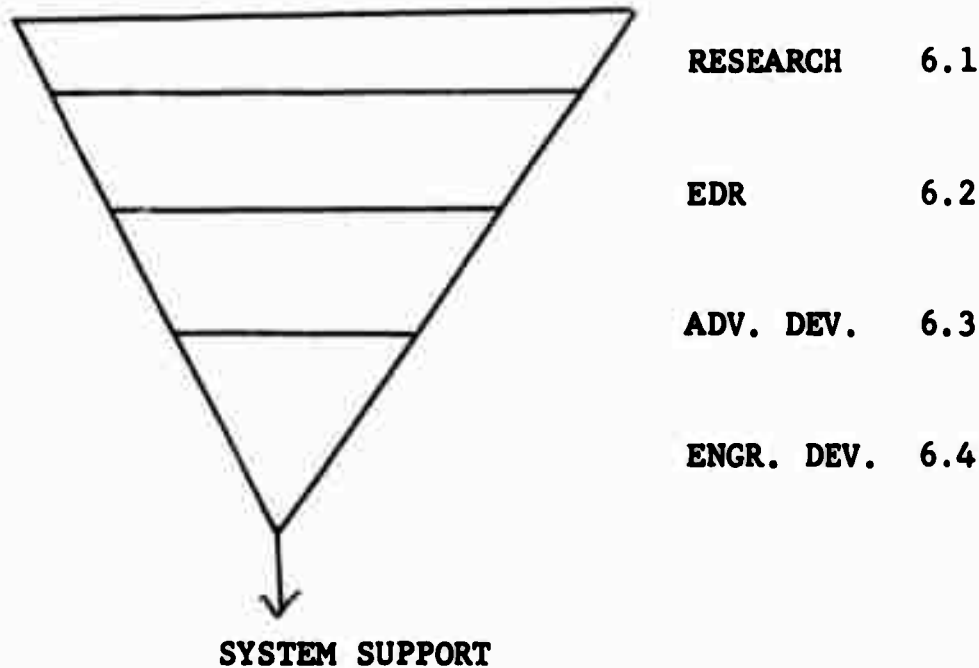 RESEARCH 6.1
EDR 6.2
ADV. DEV. 6.3
ENGR. DEV. 6.4
SYSTEM SUPPORT